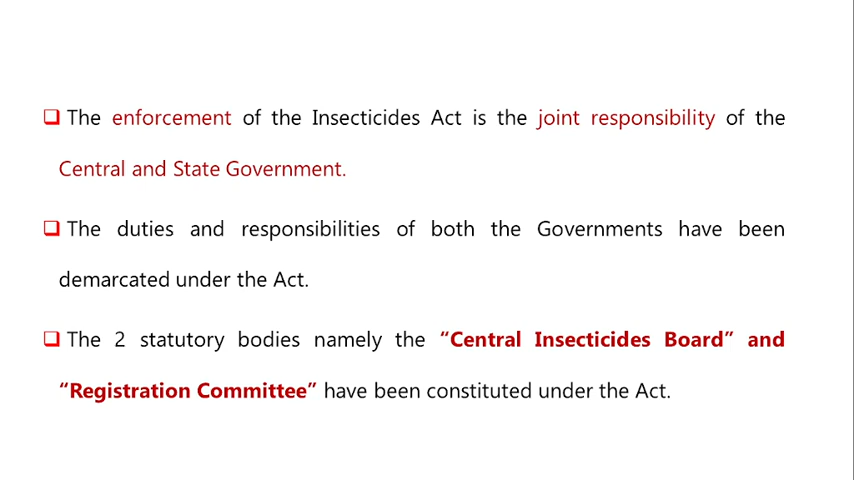 ❑ The enforcement of the Insecticides Act is the joint responsibility of the
Central and State Government.
❑ The duties and responsibilities of both the Governments have been
demarcated under the Act.
❑ The 2 statutory bodies namely the “Central Insecticides Board” and
“Registration Committee” have been constituted under the Act.